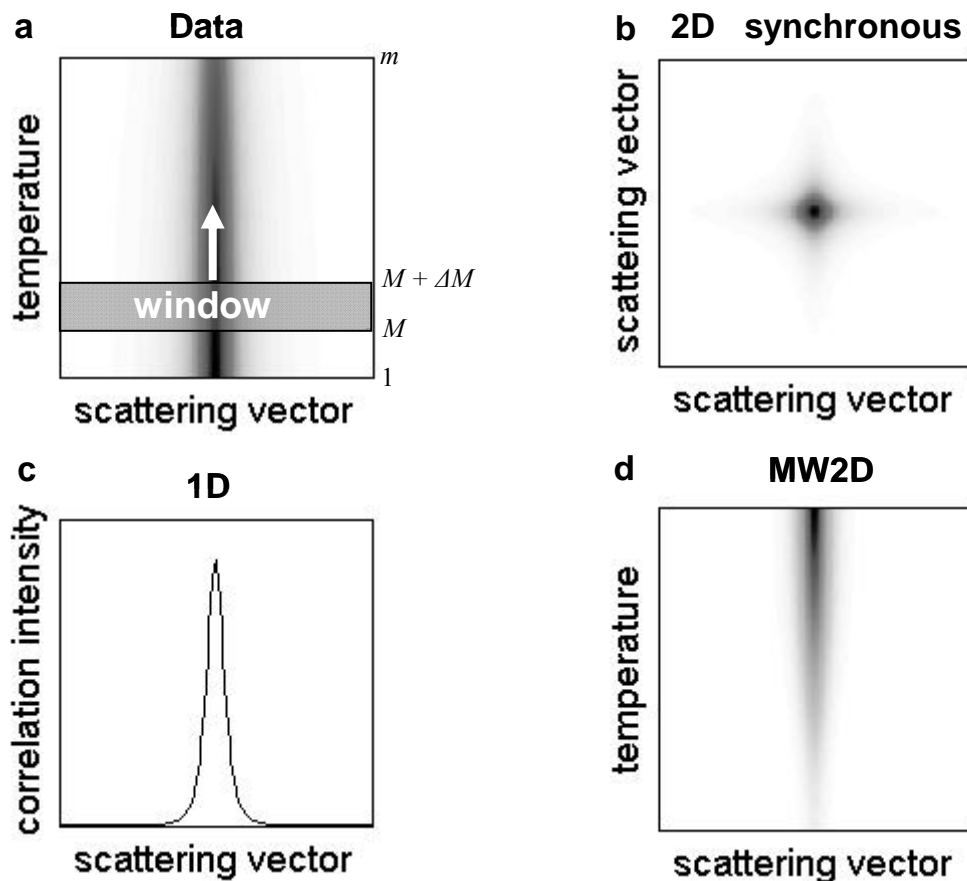 a Data
m
temperature
M + ΔM
window
M
1
scattering vector
b 2D synchronous
scattering vector
scattering vector
c 1D
correlation intensity
scattering vector
d MW2D
temperature
scattering vector